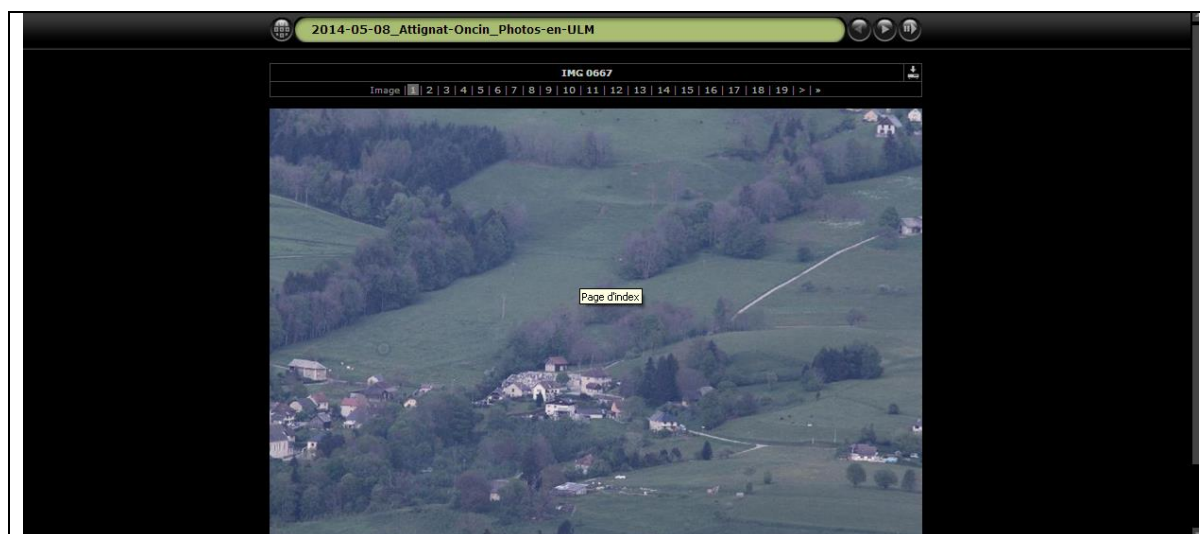 2014-05-08_Attignat-Oncin_Photos-en-ULM
IMG 0667
Image | 1 | 2 | 3 | 4 | 5 | 6 | 7 | 8 | 9 | 10 | 11 | 12 | 13 | 14 | 15 | 16 | 17 | 18 | 19 | > | »
Page d'index